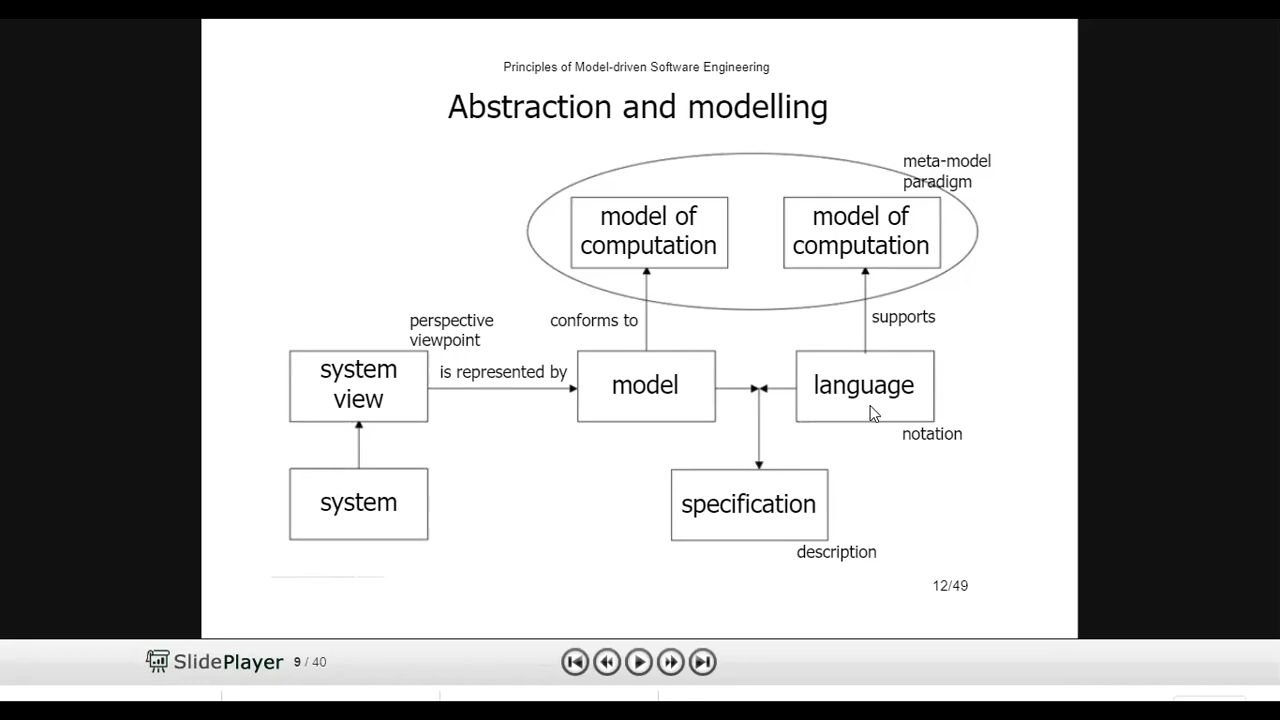 Principles of Model-driven Software Engineering
Abstraction and modelling
meta-model
paradigm
model of
computation
model of
computation
perspective
viewpoint
conforms to
supports
system
view
is represented by
model
language
notation
system
specification
description
12/49
SlidePlayer 9 / 40